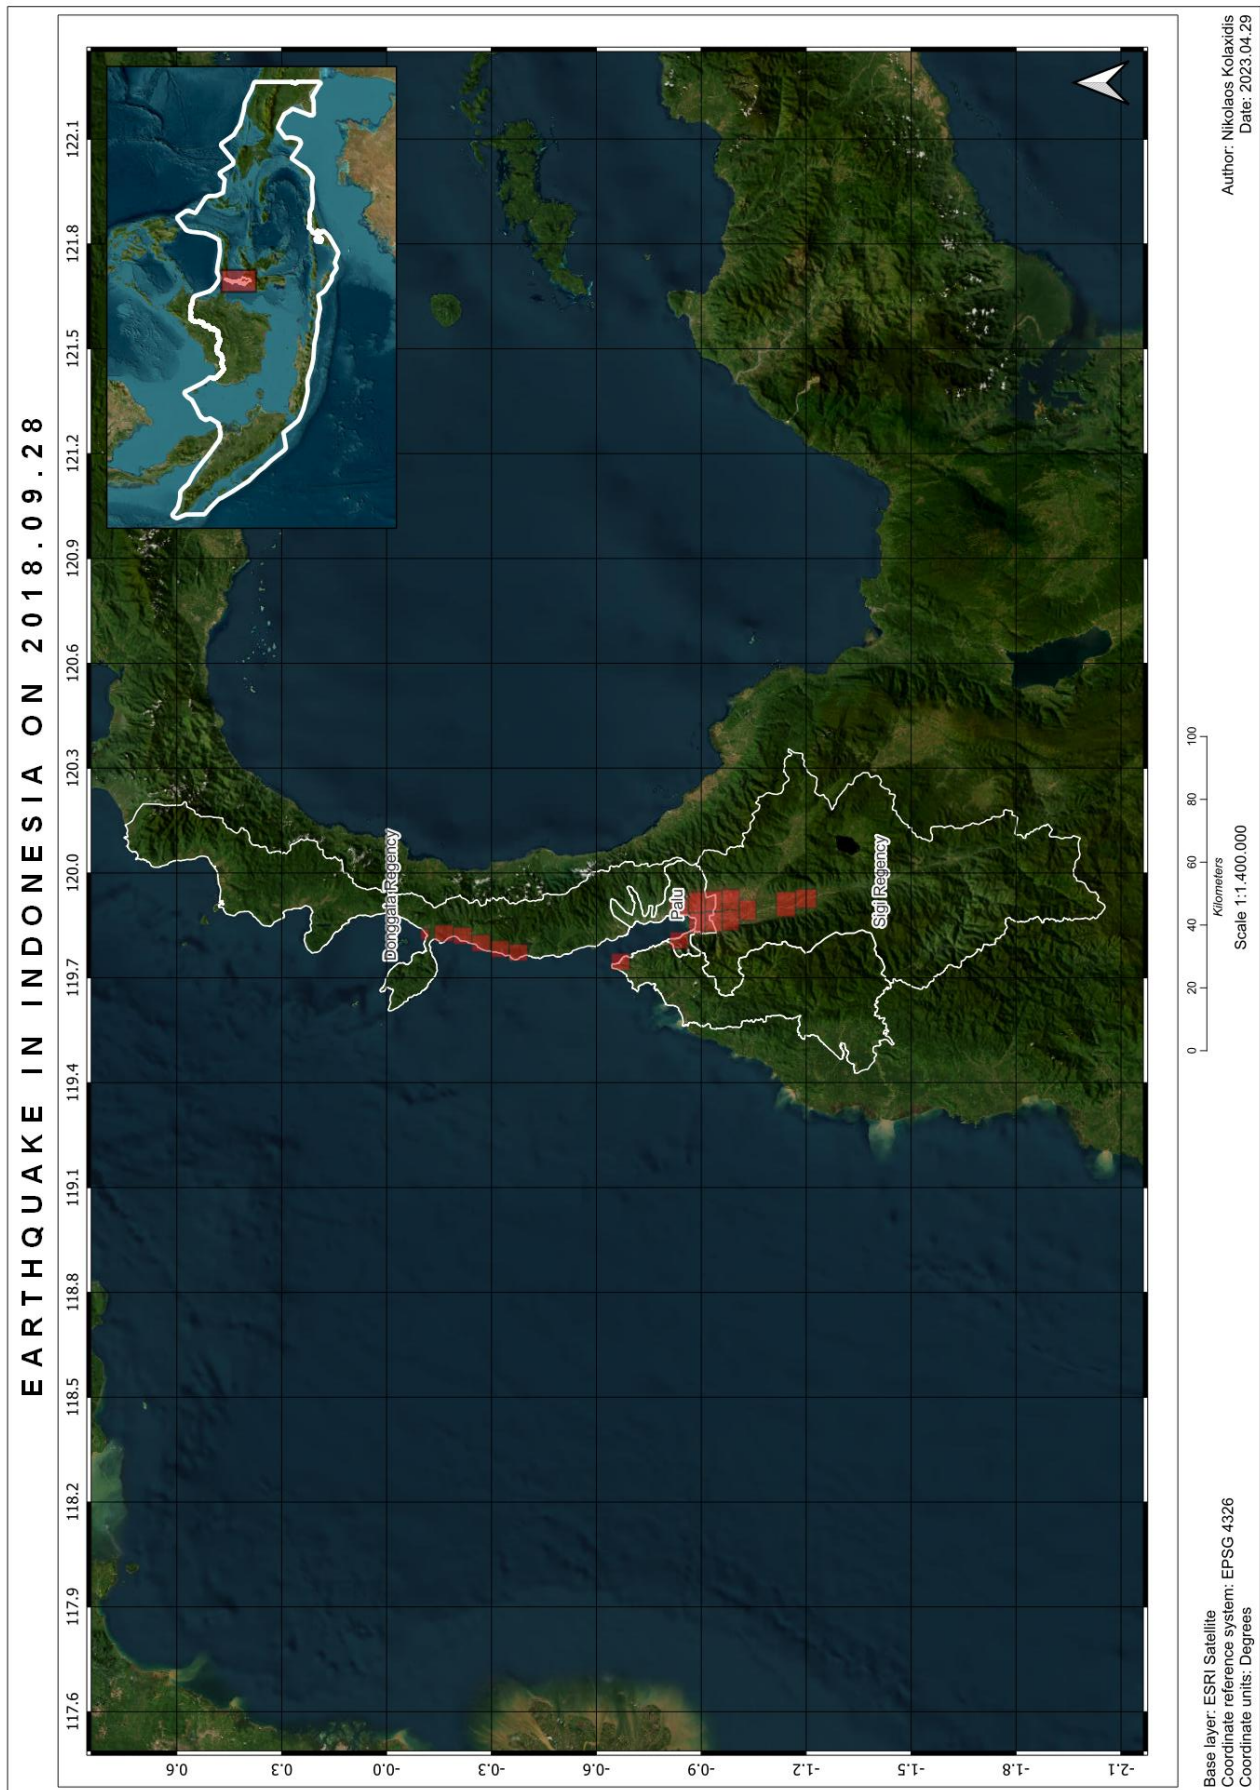 EARTHQUAKE IN INDONESIA ON 2018.09.28
117.6 117.9 118.2 118.5 118.8 119.1 119.4 119.7 120.0 120.3 120.6 120.9 121.2 121.5 121.8 122.1
0.6
0.3
-0.0
-0.3
-0.6
-0.9
-1.2
-1.5
-1.8
-2.1
Donggala Regency
Palu
Sigi Regency
Base layer: ESRI Satellite
Coordinate reference system: EPSG 4326
Coordinate units: Degrees
0 20 40 60 80 100
Kilometers
Scale 1:1.400.000
Author: Nikolaos Kolaxidis
Date: 2023.04.29